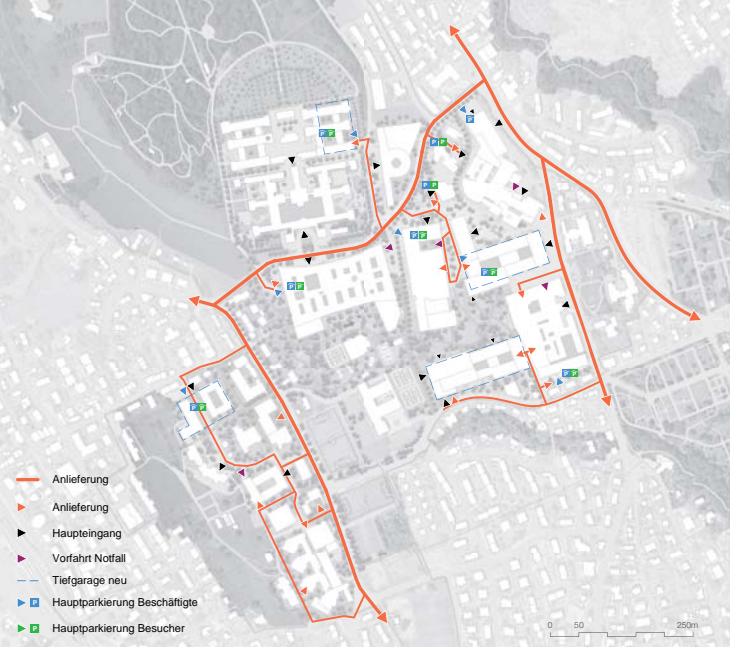 P P
P
P P
P P
P P
P P
P P
P P
P P
Anlieferung
Anlieferung
Haupteingang
Vorfahrt Notfall
Tiefgarage neu
P Hauptparkierung Beschäftigte
P Hauptparkierung Besucher
0 50 250m